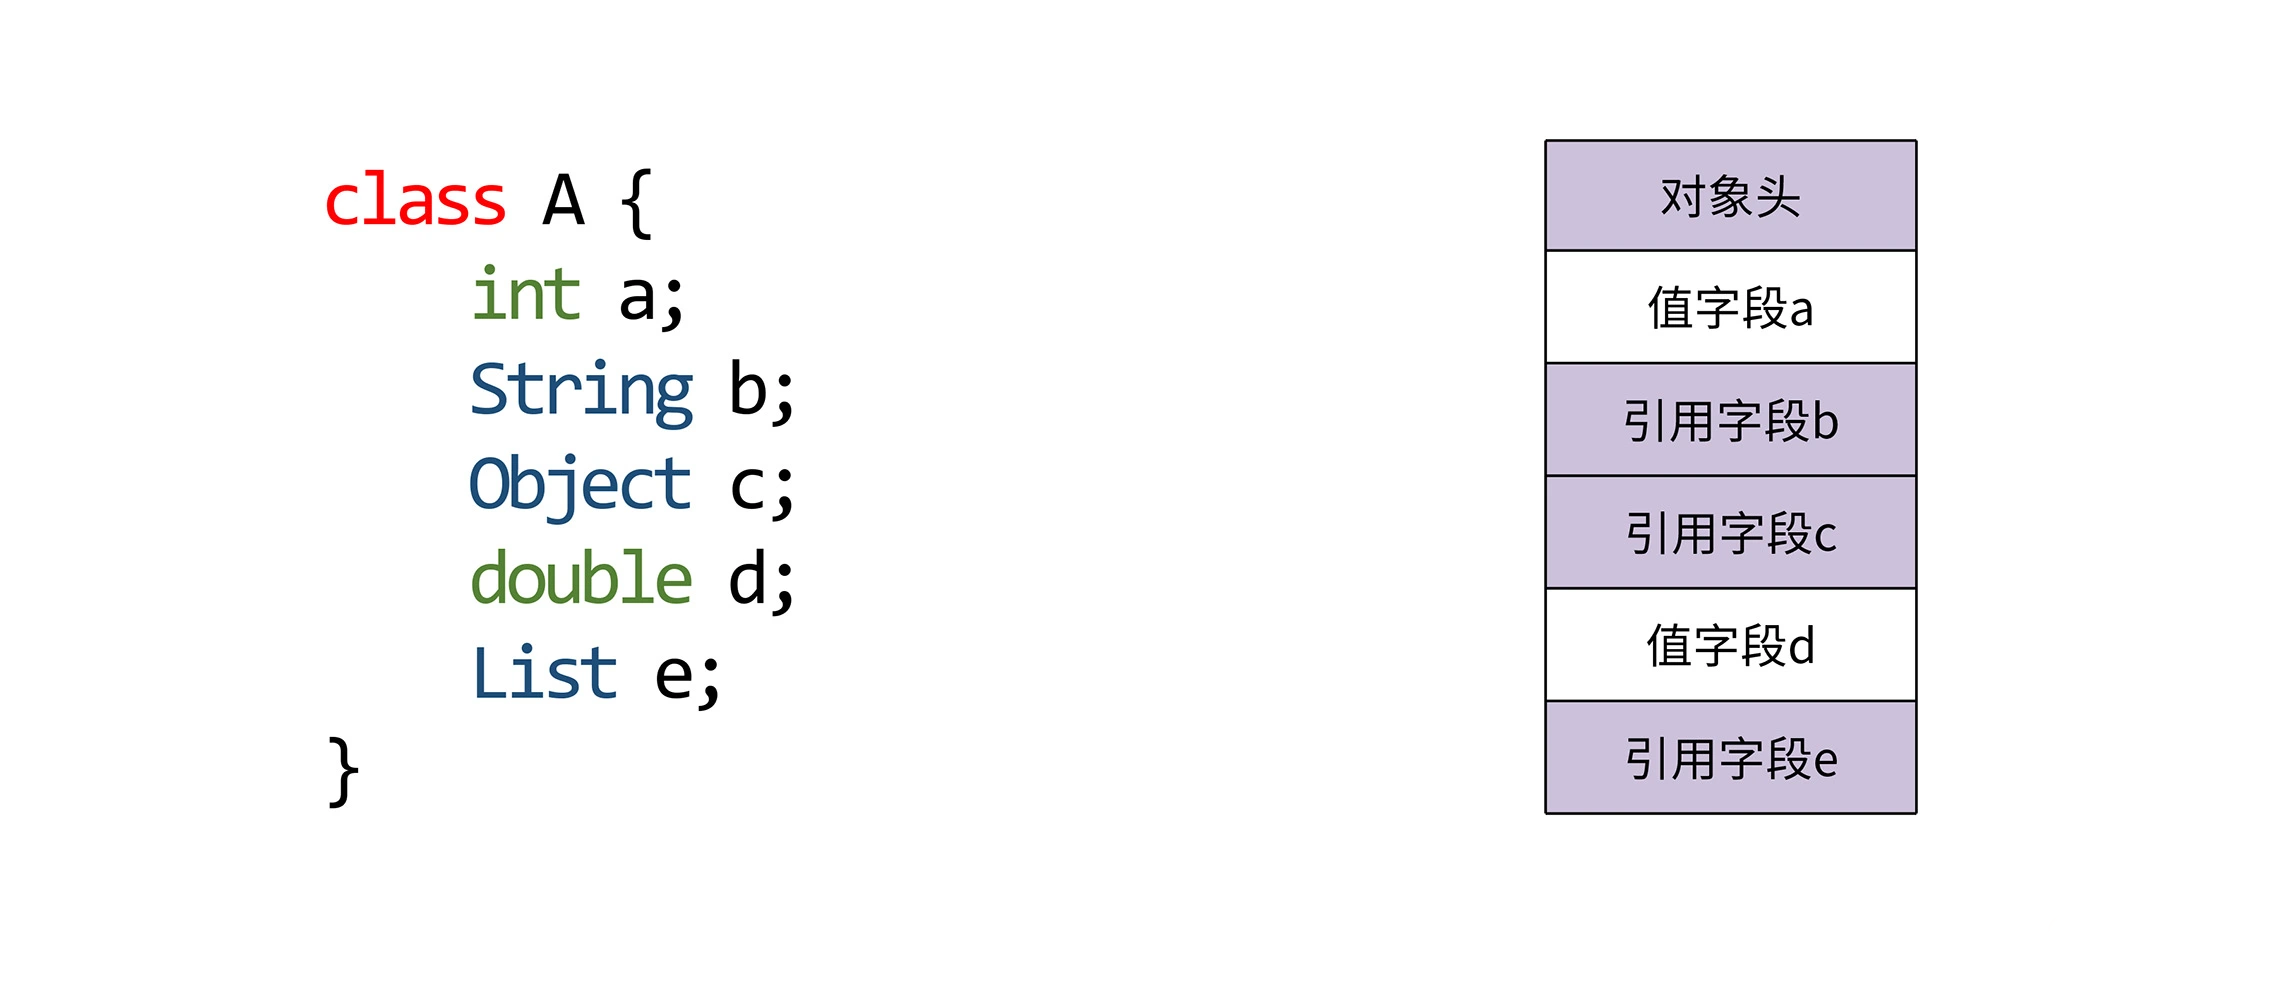 class A {
    int a;
    String b;
    Object c;
    double d;
    List e;
}
对象头
值字段a
引用字段b
引用字段c
值字段d
引用字段e